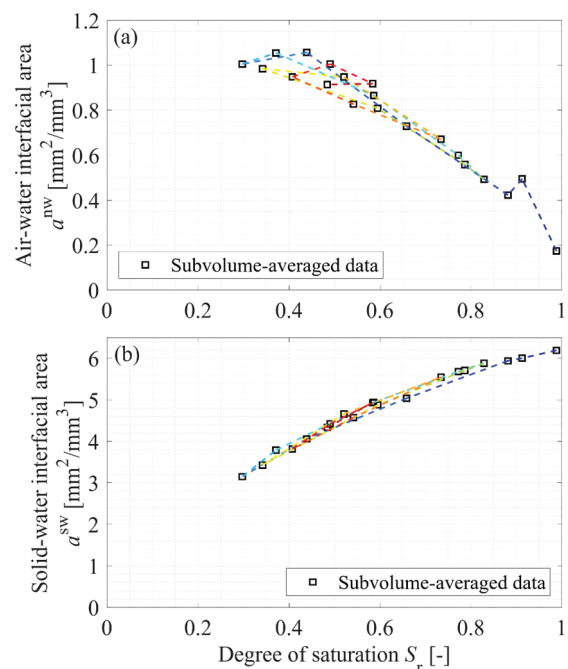 (a)
1.2
1
0.8
0.6
0.4
0.2
0
Air-water interfacial area
a^nw [mm²/mm³]
Subvolume-averaged data
0 0.2 0.4 0.6 0.8 1
(b)
6
5
4
3
2
1
0
Solid-water interfacial area
a^sw [mm²/mm³]
Subvolume-averaged data
0 0.2 0.4 0.6 0.8 1
Degree of saturation S_r [-]